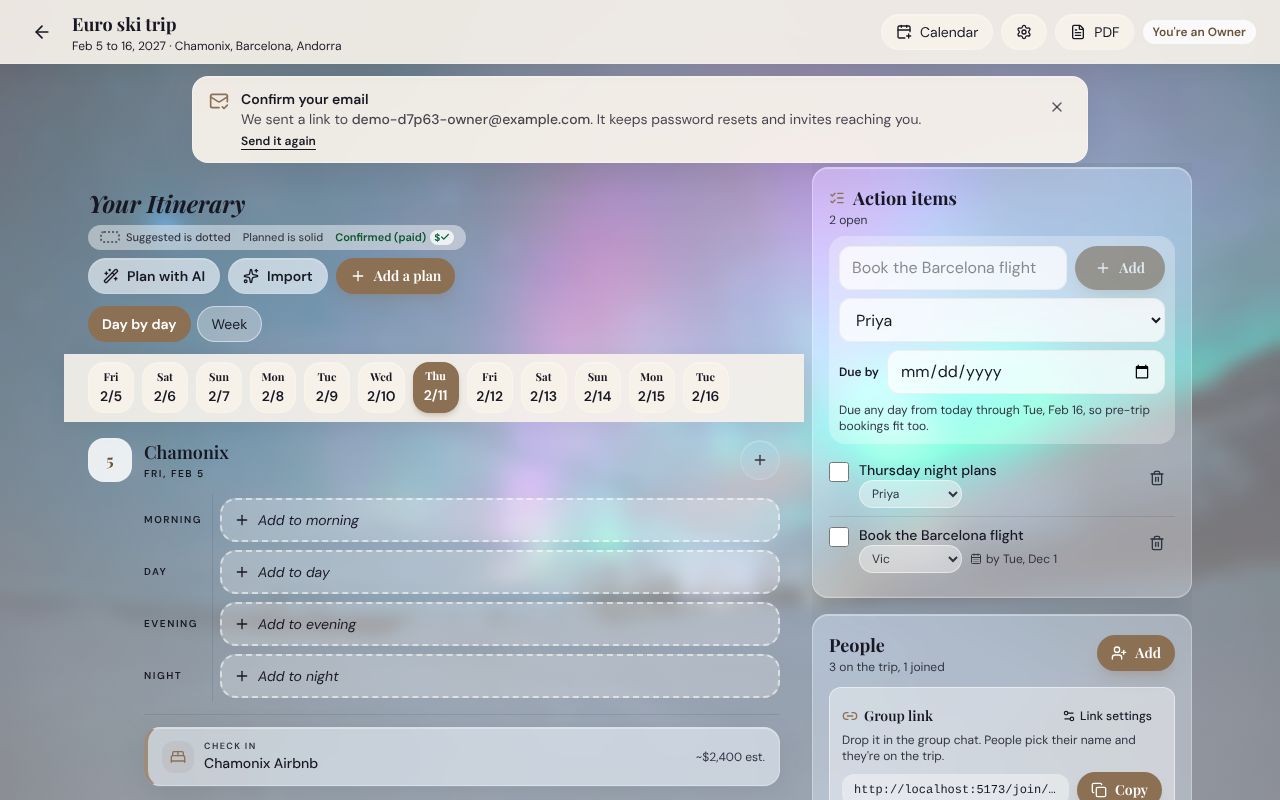 Euro ski trip
Feb 5 to 16, 2027 · Chamonix, Barcelona, Andorra
Calendar
PDF
You're an Owner
Confirm your email
We sent a link to demo-d7p63-owner@example.com. It keeps password resets and invites reaching you.
Send it again
Your Itinerary
Suggested is dotted Planned is solid Confirmed (paid) $✓
Plan with AI
Import
+ Add a plan
Day by day
Week
Fri 2/5
Sat 2/6
Sun 2/7
Mon 2/8
Tue 2/9
Wed 2/10
Thu 2/11
Fri 2/12
Sat 2/13
Sun 2/14
Mon 2/15
Tue 2/16
5
Chamonix
FRI, FEB 5
+
MORNING
+ Add to morning
DAY
+ Add to day
EVENING
+ Add to evening
NIGHT
+ Add to night
CHECK IN
Chamonix Airbnb
~$2,400 est.
Action items
2 open
Book the Barcelona flight
+ Add
Priya
Due by
mm/dd/yyyy
Due any day from today through Tue, Feb 16, so pre-trip
bookings fit too.
Thursday night plans
Priya
Book the Barcelona flight
Vic
by Tue, Dec 1
People
3 on the trip, 1 joined
Add
Group link
Link settings
Drop it in the group chat. People pick their name and
they're on the trip.
http://localhost:5173/join/…
Copy